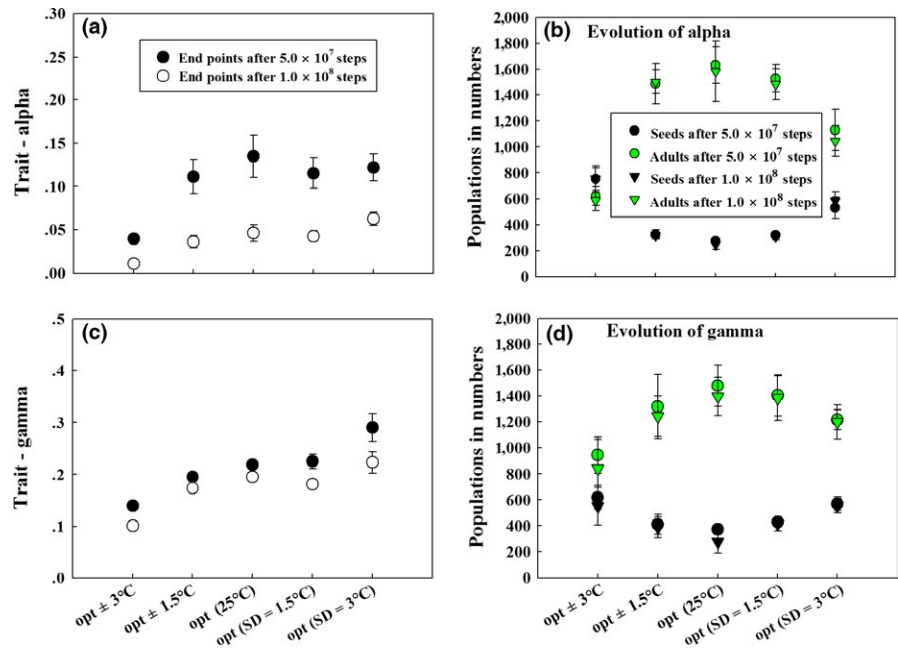 (a)
.30
.25
.20
.15
.10
.05
.00
Trait - alpha
End points after 5.0 × 10⁷ steps
End points after 1.0 × 10⁸ steps
(b) Evolution of alpha
2,000
1,800
1,600
1,400
1,200
1,000
800
600
400
200
0
Populations in numbers
Seeds after 5.0 × 10⁷ steps
Adults after 5.0 × 10⁷ steps
Seeds after 1.0 × 10⁸ steps
Adults after 1.0 × 10⁸ steps
(c)
.5
.4
.3
.2
.1
.0
Trait - gamma
opt ± 3°C
opt ± 1.5°C
opt (25°C)
opt (SD = 1.5°C)
opt (SD = 3°C)
(d) Evolution of gamma
2,000
1,800
1,600
1,400
1,200
1,000
800
600
400
200
0
Populations in numbers
opt ± 3°C
opt ± 1.5°C
opt (25°C)
opt (SD = 1.5°C)
opt (SD = 3°C)